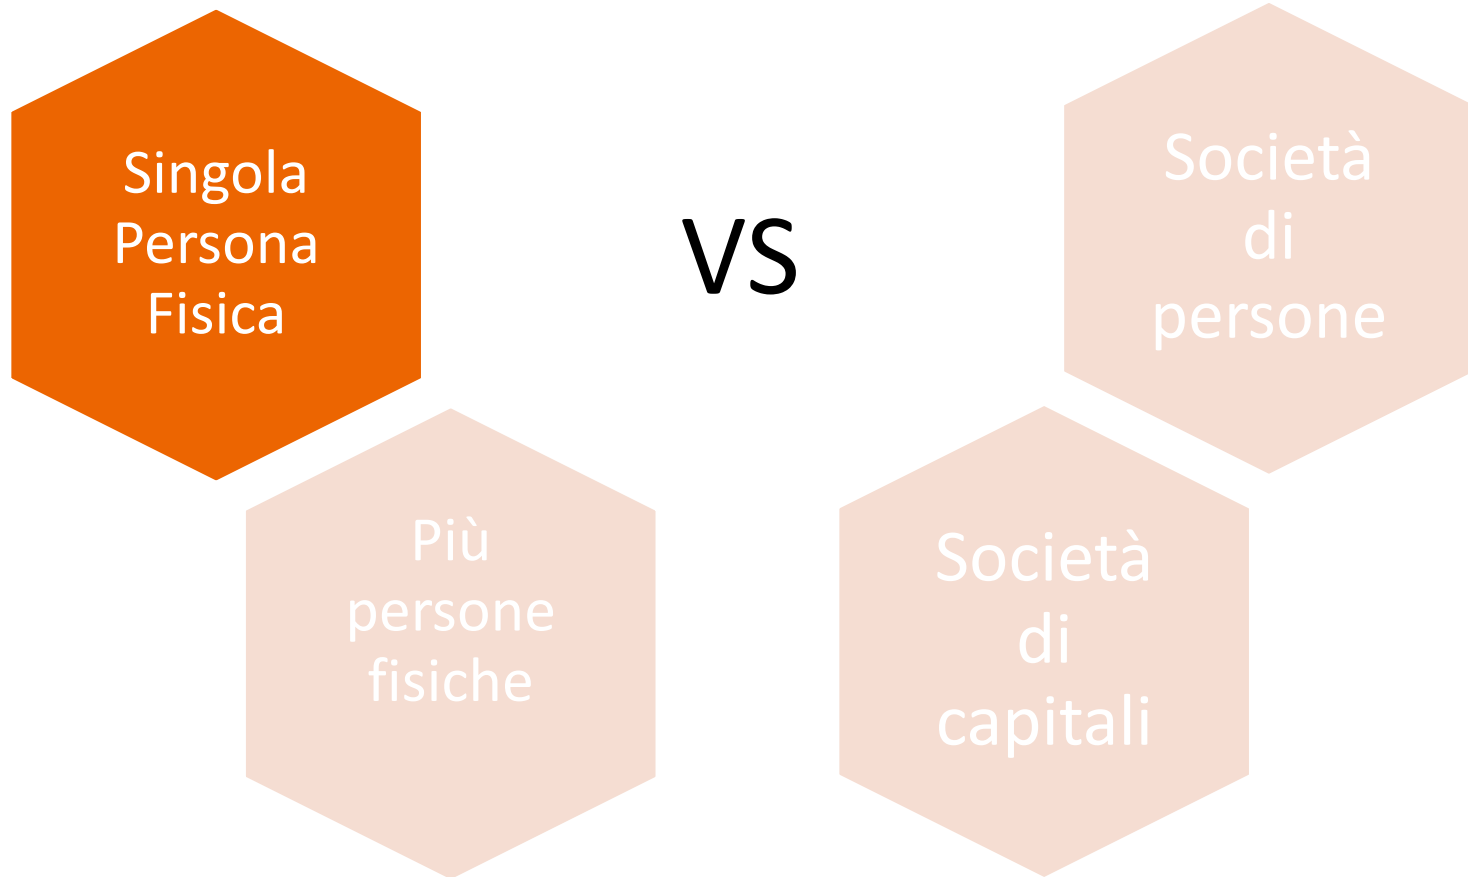 Singola
Persona
Fisica
VS
Società
di
persone
Più
persone
fisiche
Società
di
capitali